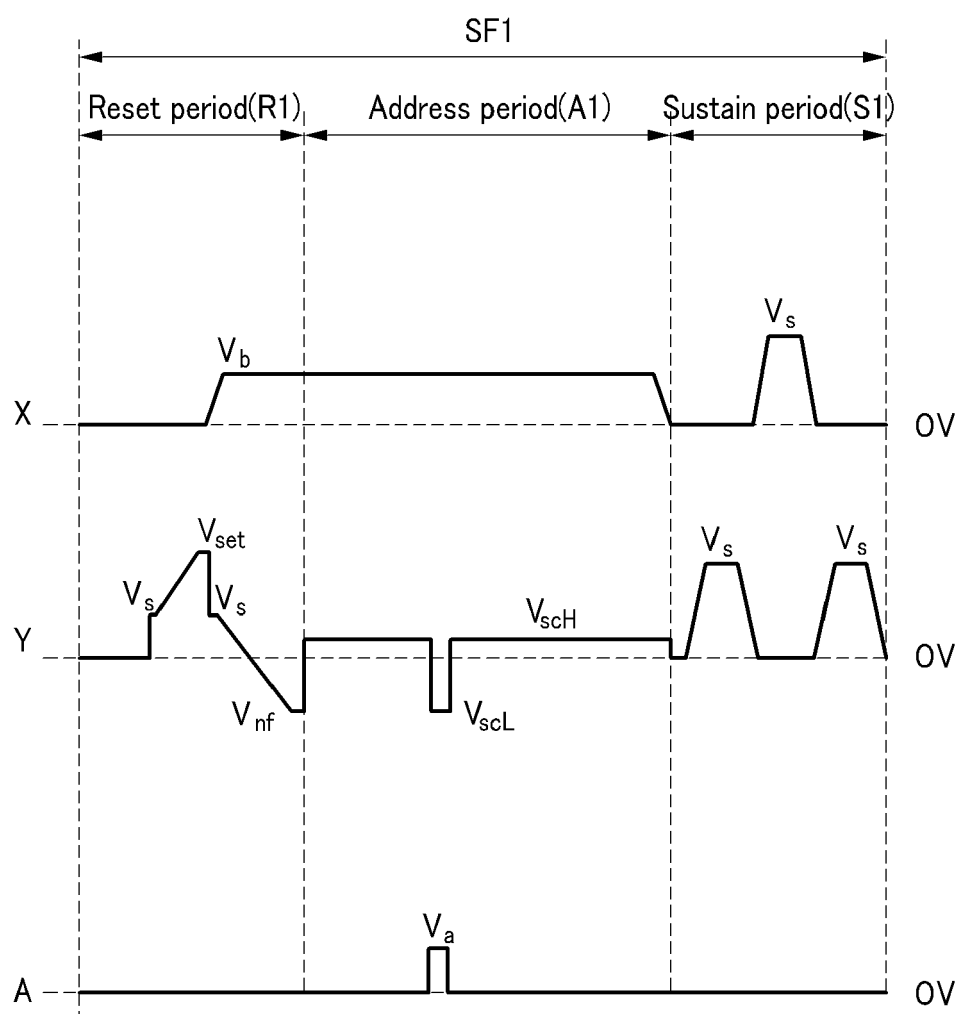 SF1
Reset period(R1) Address period(A1) Sustain period(S1)
Vs
Vb
X 0V
Vset
Vs Vs
Vs Vs
VscH
Y 0V
Vnf VscL
Va
A 0V